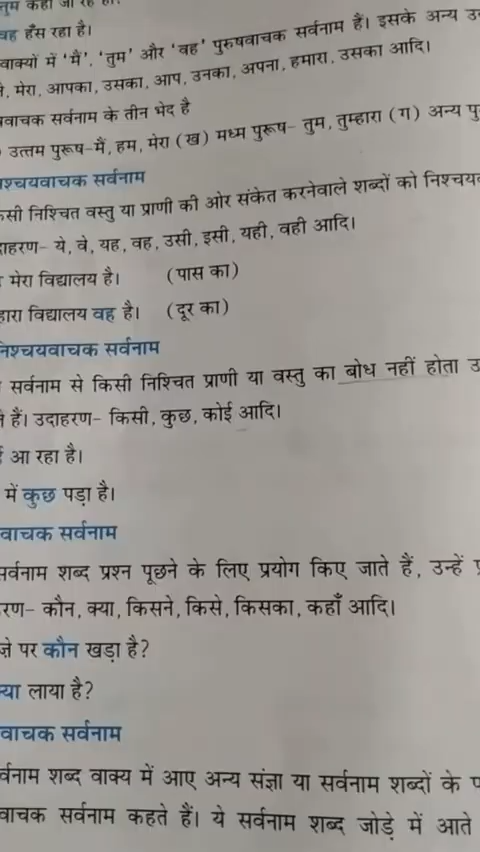 तुम कहाँ जा रहे हो?
वह हँस रहा है।
वाक्यों में 'मैं', 'तुम' और 'वह' पुरुषवाचक सर्वनाम हैं। इसके अन्य
मेरा, आपका, उसका, आप, उनका, अपना, हमारा, उसका आदि।
वाचक सर्वनाम के तीन भेद है
उत्तम पुरूष-मैं, हम, मेरा (ख) मध्म पुरूष- तुम, तुम्हारा (ग) अन्य
श्चयवाचक सर्वनाम
सी निश्चित वस्तु या प्राणी की ओर संकेत करनेवाले शब्दों को निश्चयव
दाहरण- ये, वे, यह, वह, उसी, इसी, यही, वही आदि।
मेरा विद्यालय है। (पास का)
हारा विद्यालय वह है। (दूर का)
निश्चयवाचक सर्वनाम
सर्वनाम से किसी निश्चित प्राणी या वस्तु का बोध नहीं होता
हैं। उदाहरण- किसी, कुछ, कोई आदि।
आ रहा है।
में कुछ पड़ा है।
वाचक सर्वनाम
सर्वनाम शब्द प्रश्न पूछने के लिए प्रयोग किए जाते हैं, उन्हें
रण- कौन, क्या, किसने, किसे, किसका, कहाँ आदि।
ज़े पर कौन खड़ा है?
क्या लाया है?
वाचक सर्वनाम
र्वनाम शब्द वाक्य में आए अन्य संज्ञा या सर्वनाम शब्दों के
वाचक सर्वनाम कहते हैं। ये सर्वनाम शब्द जोड़े में आते